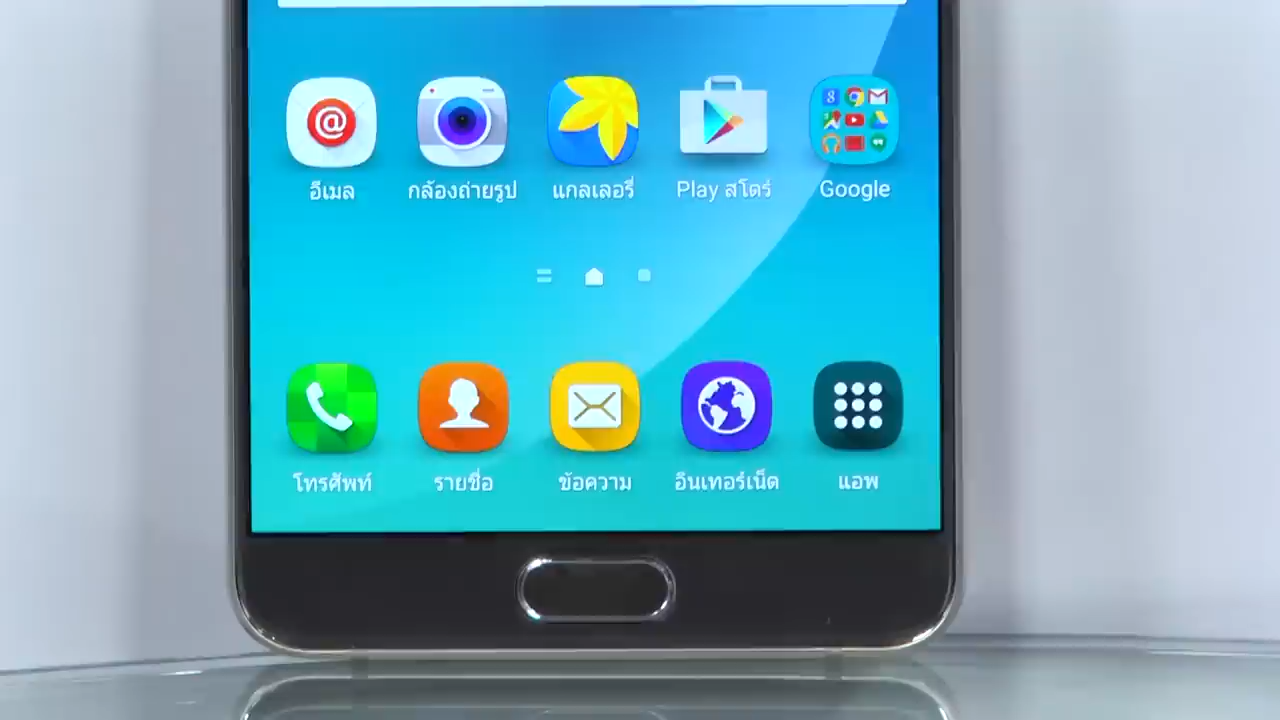 อีเมล
กล้องถ่ายรูป
แกลเลอรี่
Play สโตร์
Google
โทรศัพท์
รายชื่อ
ข้อความ
อินเทอร์เน็ต
แอพ